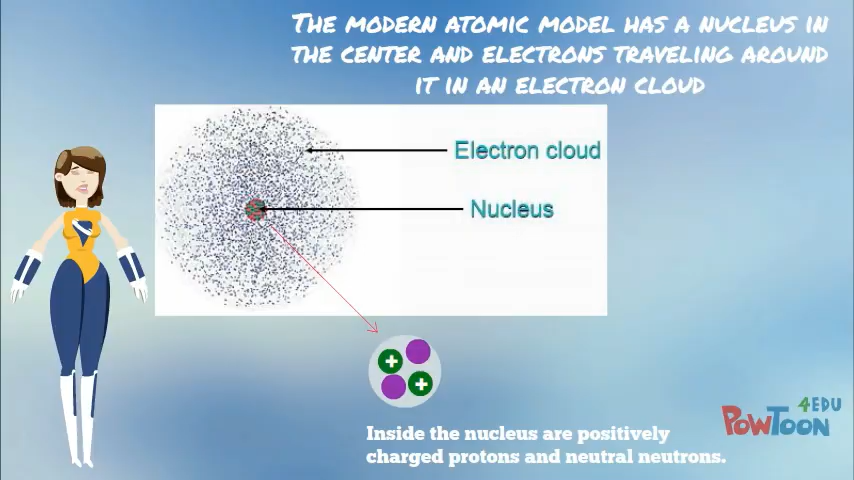 THE MODERN ATOMIC MODEL HAS A NUCLEUS IN
THE CENTER AND ELECTRONS TRAVELING AROUND
IT IN AN ELECTRON CLOUD
Electron cloud
Nucleus
+
+
Inside the nucleus are positively
charged protons and neutral neutrons.
4EDU
POWTOON